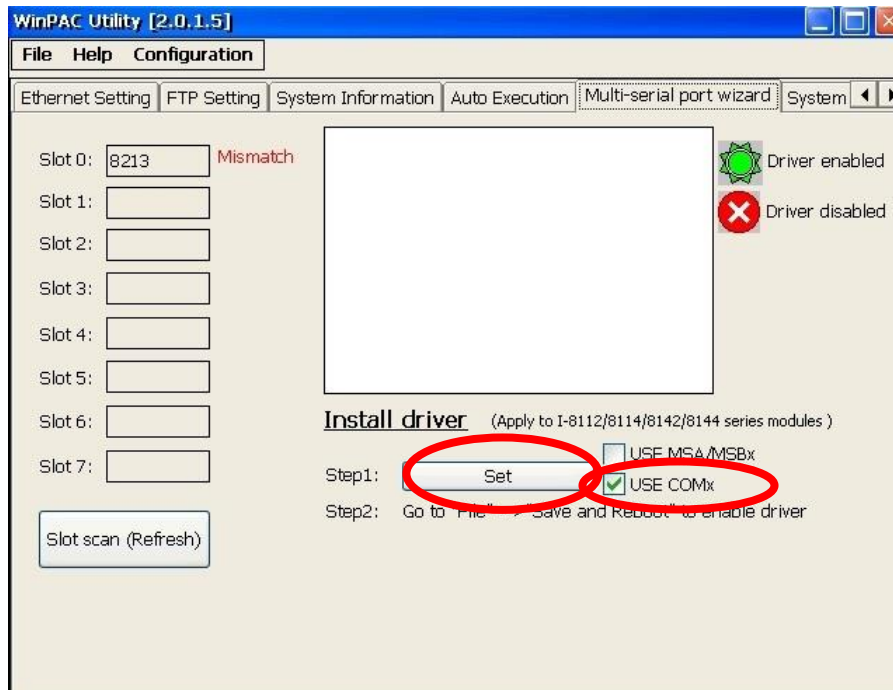 WinPAC Utility [2.0.1.5]
File Help Configuration
Ethernet Setting FTP Setting System Information Auto Execution Multi-serial port wizard System
Slot 0: 8213 Mismatch
Slot 1:
Slot 2:
Slot 3:
Slot 4:
Slot 5:
Slot 6:
Slot 7:
Slot scan (Refresh)
Driver enabled
Driver disabled
Install driver (Apply to I-8112/8114/8142/8144 series modules )
USE MSA/MSBx
Step1: Set
USE COMx
Step2: Go to "File" -->"Save and Reboot" to enable driver